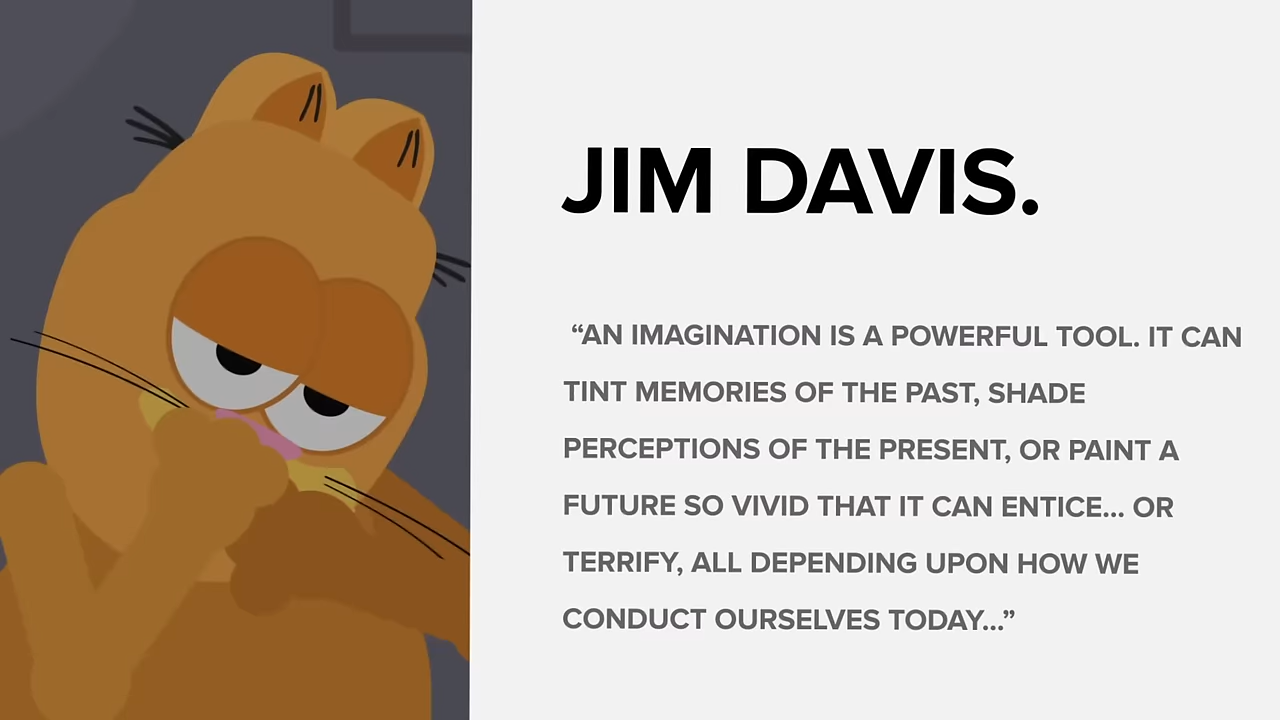 JIM DAVIS.
“AN IMAGINATION IS A POWERFUL TOOL. IT CAN
TINT MEMORIES OF THE PAST, SHADE
PERCEPTIONS OF THE PRESENT, OR PAINT A
FUTURE SO VIVID THAT IT CAN ENTICE... OR
TERRIFY, ALL DEPENDING UPON HOW WE
CONDUCT OURSELVES TODAY...”